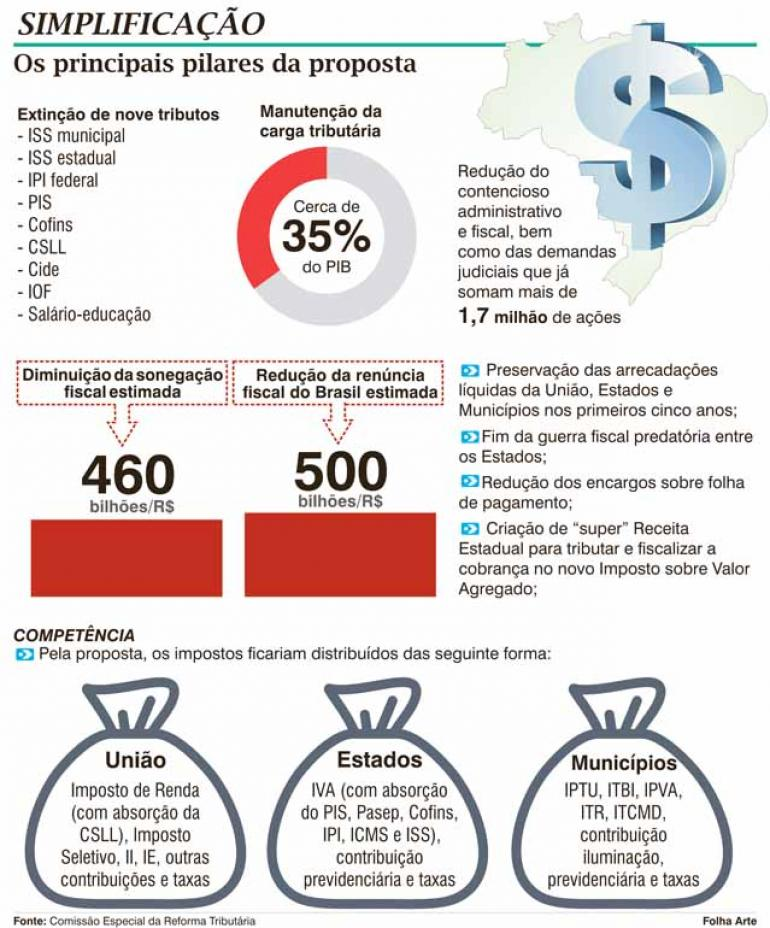 SIMPLIFICAÇÃO
Os principais pilares da proposta
Extinção de nove tributos
- ISS municipal
- ISS estadual
- IPI federal
- PIS
- Cofins
- CSLL
- Cide
- IOF
- Salário-educação
Manutenção da
carga tributária
Cerca de
35%
do PIB
Redução do
contencioso
administrativo
e fiscal, bem
como das demandas
judiciais que já
somam mais de
1,7 milhão de ações
Diminuição da sonegação
fiscal estimada
460
bilhões/R$
Redução da renúncia
fiscal do Brasil estimada
500
bilhões/R$
Preservação das arrecadações
líquidas da União, Estados e
Municípios nos primeiros cinco anos;
Fim da guerra fiscal predatória entre
os Estados;
Redução dos encargos sobre folha
de pagamento;
Criação de “super” Receita
Estadual para tributar e fiscalizar a
cobrança no novo Imposto sobre Valor
Agregado;
COMPETÊNCIA
Pela proposta, os impostos ficariam distribuídos das seguinte forma:
União
Imposto de Renda
(com absorção da
CSLL), Imposto
Seletivo, II, IE, outras
contribuições e taxas
Estados
IVA (com absorção
do PIS, Pasep, Cofins,
IPI, ICMS e ISS),
contribuição
previdenciária e taxas
Municípios
IPTU, ITBI, IPVA,
ITR, ITCMD,
contribuição
iluminação,
previdenciária e taxas
Fonte: Comissão Especial da Reforma Tributária
Folha Arte